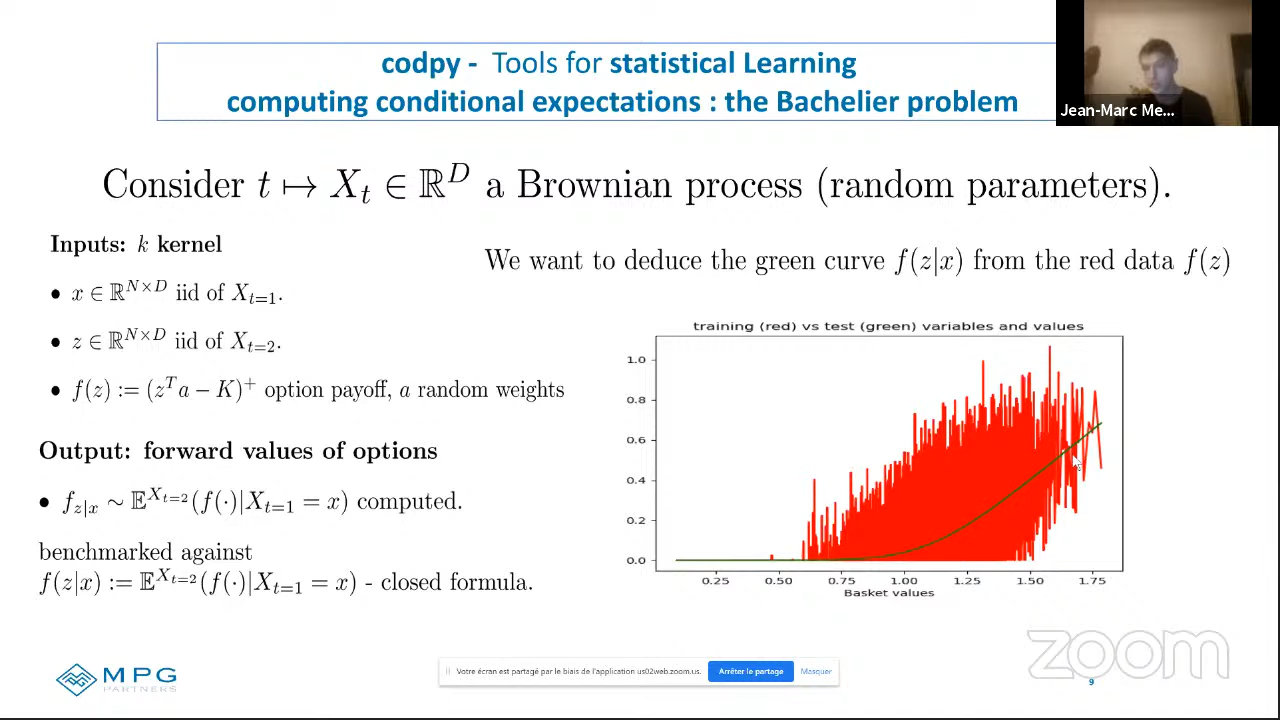 codpy - Tools for statistical Learning
computing conditional expectations : the Bachelier problem
Jean-Marc Me...
Consider t ↦ X_t ∈ ℝ^D a Brownian process (random parameters).
Inputs: k kernel
We want to deduce the green curve f(z|x) from the red data f(z)
• x ∈ ℝ^{N×D} iid of X_{t=1}.
• z ∈ ℝ^{N×D} iid of X_{t=2}.
• f(z) := (z^T a − K)^+ option payoff, a random weights
Output: forward values of options
• f_{z|x} ∼ 𝔼^{X_{t=2}}(f(·)|X_{t=1} = x) computed.
benchmarked against
f(z|x) := 𝔼^{X_{t=2}}(f(·)|X_{t=1} = x) - closed formula.
training (red) vs test (green) variables and values
1.0
0.8
0.6
0.4
0.2
0.0
0.25 0.50 0.75 1.00 1.25 1.50 1.75
Basket values
MPG
PARTNERS
Votre écran est partagé par le biais de l'application us02web.zoom.us.
Arrêter le partage
Masquer
zoom
9